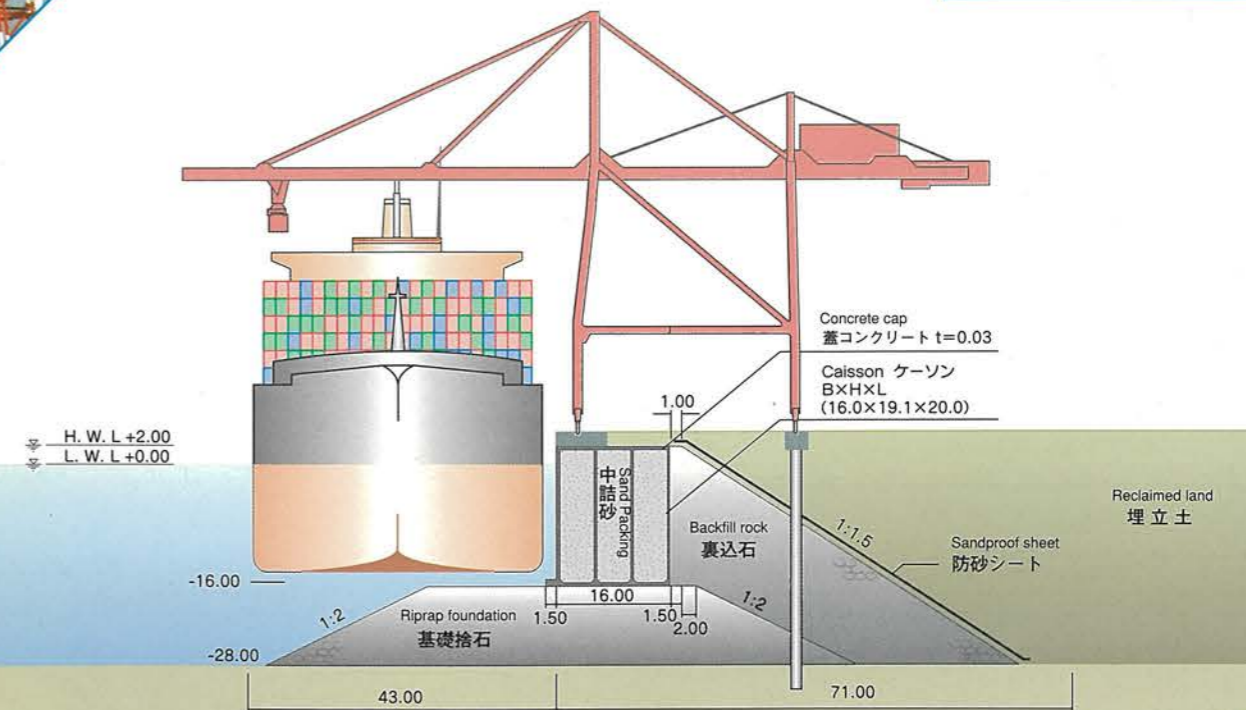 Concrete cap
蓋コンクリート t=0.03
Caisson ケーソン
B×H×L
(16.0×19.1×20.0)
1.00
H. W. L +2.00
L. W. L +0.00
Sand Packing
中詰砂
Backfill rock
裏込石
1:1.5
Reclaimed land
埋立土
Sandproof sheet
防砂シート
-16.00
16.00
1.50
1.50
2.00
1:2
1:2
Riprap foundation
基礎捨石
-28.00
43.00
71.00